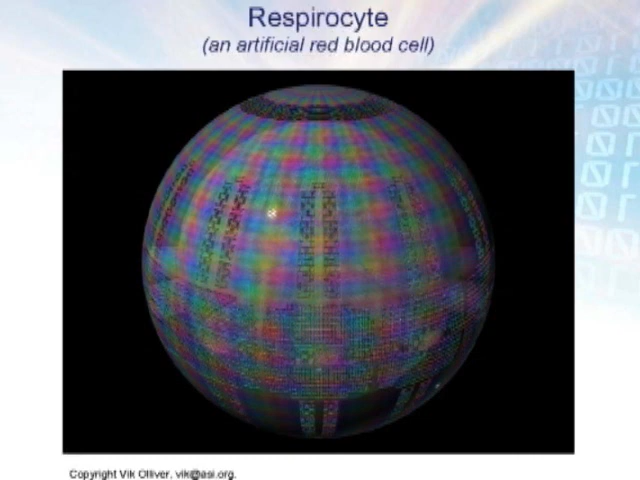 Respirocyte
(an artificial red blood cell)
Copyright Vik Olliver, vik@asi.org.